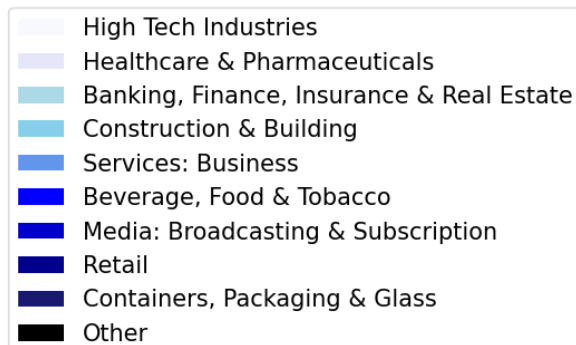 High Tech Industries
Healthcare & Pharmaceuticals
Banking, Finance, Insurance & Real Estate
Construction & Building
Services: Business
Beverage, Food & Tobacco
Media: Broadcasting & Subscription
Retail
Containers, Packaging & Glass
Other